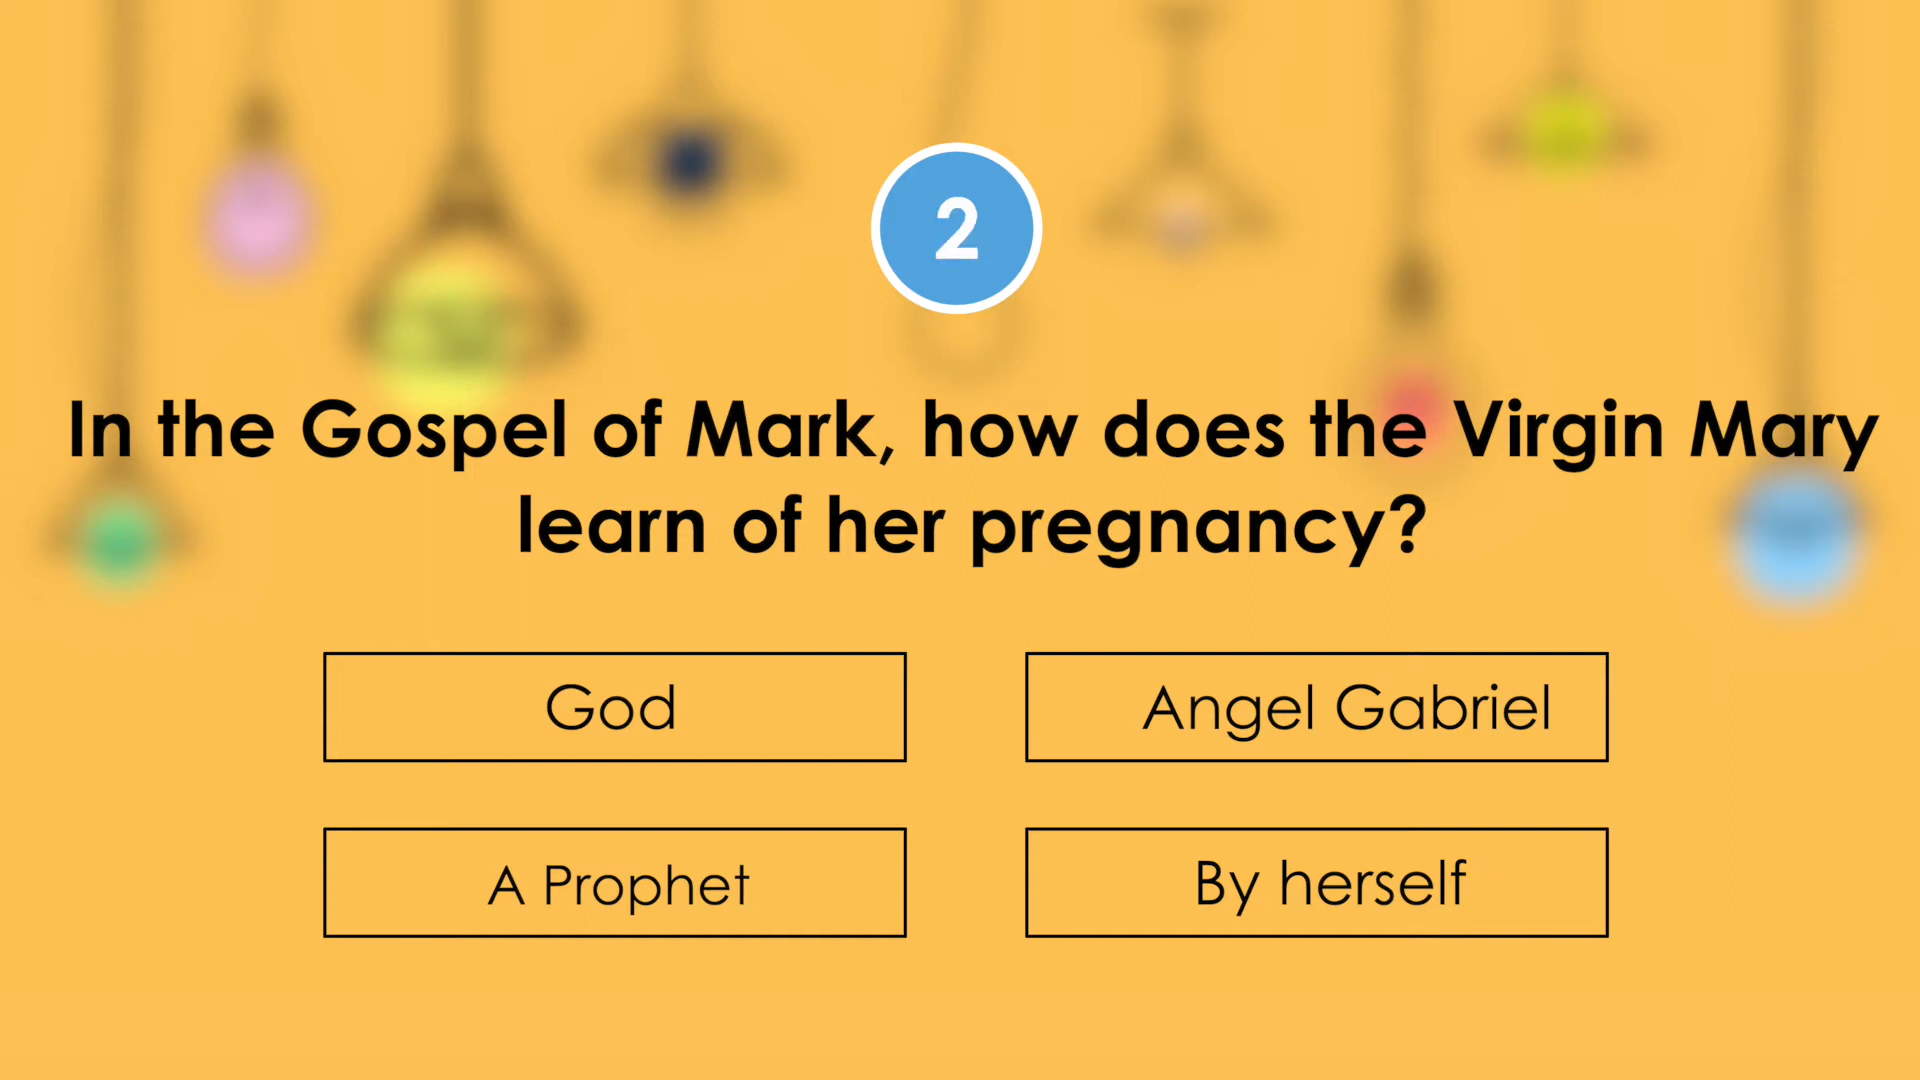 2
In the Gospel of Mark, how does the Virgin Mary
learn of her pregnancy?
God
Angel Gabriel
A Prophet
By herself